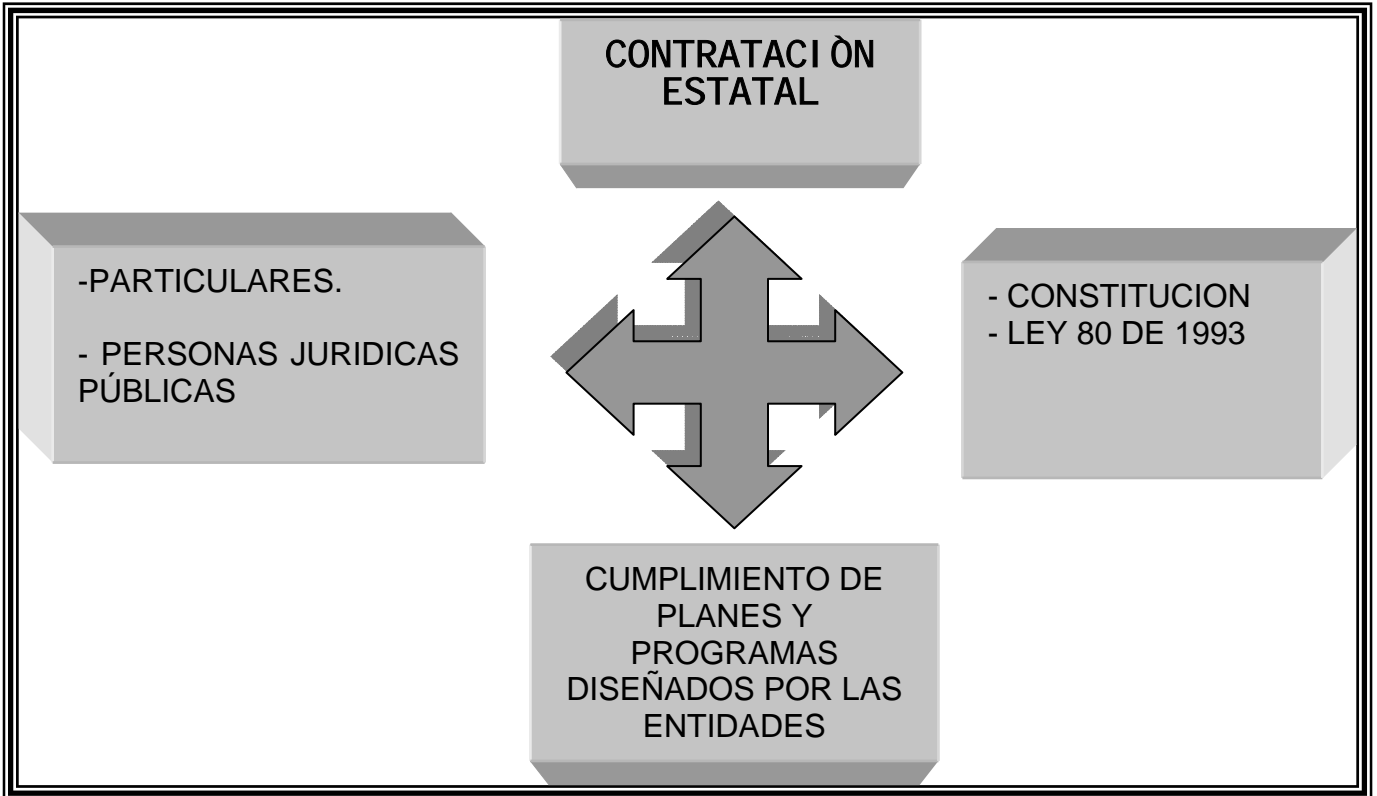 CONTRATACIÒN
ESTATAL
-PARTICULARES.
- PERSONAS JURIDICAS
PÚBLICAS
- CONSTITUCION
- LEY 80 DE 1993
CUMPLIMIENTO DE
PLANES Y
PROGRAMAS
DISEÑADOS POR LAS
ENTIDADES